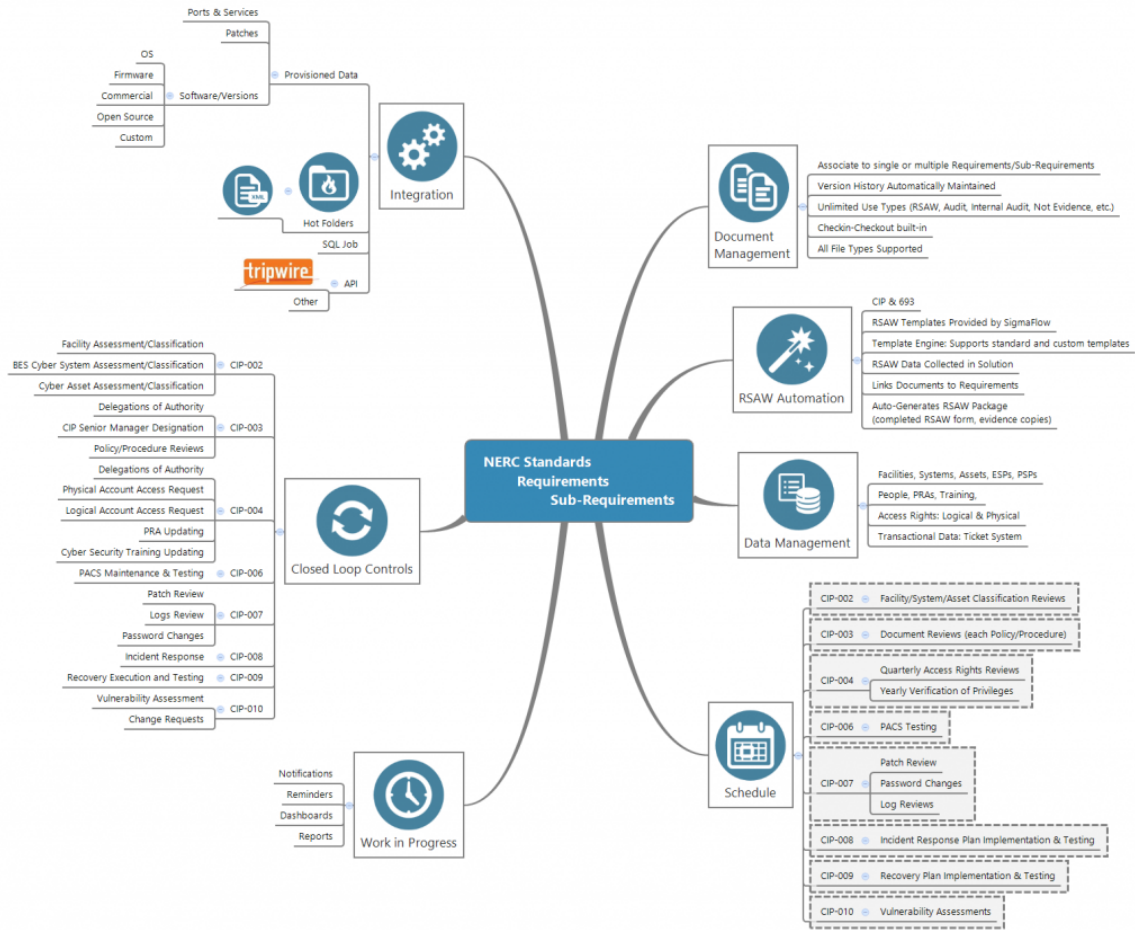 Ports & Services
Patches
Provisioned Data
OS
Firmware
Commercial
Open Source
Custom
Software/Versions
Integration
XML
Hot Folders
SQL Job
tripwire
API
Other
Facility Assessment/Classification
BES Cyber System Assessment/Classification
Cyber Asset Assessment/Classification
CIP-002
Delegations of Authority
CIP Senior Manager Designation
Policy/Procedure Reviews
CIP-003
Delegations of Authority
Physical Account Access Request
Logical Account Access Request
PRA Updating
Cyber Security Training Updating
CIP-004
PACS Maintenance & Testing
CIP-006
Patch Review
Logs Review
Password Changes
CIP-007
Incident Response
CIP-008
Recovery Execution and Testing
CIP-009
Vulnerability Assessment
Change Requests
CIP-010
Closed Loop Controls
Notifications
Reminders
Dashboards
Reports
Work in Progress
NERC Standards
Requirements
Sub-Requirements
Document
Management
Associate to single or multiple Requirements/Sub-Requirements
Version History Automatically Maintained
Unlimited Use Types (RSAW, Audit, Internal Audit, Not Evidence, etc.)
Checkin-Checkout built-in
All File Types Supported
RSAW Automation
CIP & 693
RSAW Templates Provided by SigmaFlow
Template Engine: Supports standard and custom templates
RSAW Data Collected in Solution
Links Documents to Requirements
Auto-Generates RSAW Package
(completed RSAW form, evidence copies)
Data Management
Facilities, Systems, Assets, ESPs, PSPs
People, PRAs, Training,
Access Rights: Logical & Physical
Transactional Data: Ticket System
Schedule
CIP-002
Facility/System/Asset Classification Reviews
CIP-003
Document Reviews (each Policy/Procedure)
CIP-004
Quarterly Access Rights Reviews
Yearly Verification of Privileges
CIP-006
PACS Testing
CIP-007
Patch Review
Password Changes
Log Reviews
CIP-008
Incident Response Plan Implementation & Testing
CIP-009
Recovery Plan Implementation & Testing
CIP-010
Vulnerability Assessments